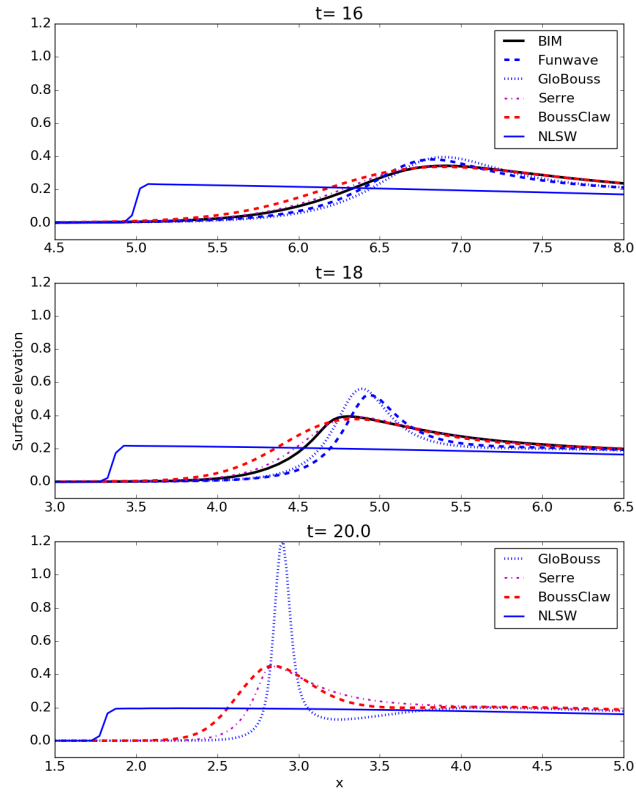 t= 16
1.2
1.0
0.8
0.6
0.4
0.2
0.0
BIM
Funwave
GloBouss
Serre
BoussClaw
NLSW
4.5 5.0 5.5 6.0 6.5 7.0 7.5 8.0
t= 18
1.2
1.0
0.8
0.6
0.4
0.2
0.0
Surface elevation
3.0 3.5 4.0 4.5 5.0 5.5 6.0 6.5
t= 20.0
1.2
1.0
0.8
0.6
0.4
0.2
0.0
GloBouss
Serre
BoussClaw
NLSW
1.5 2.0 2.5 3.0 3.5 4.0 4.5 5.0
x